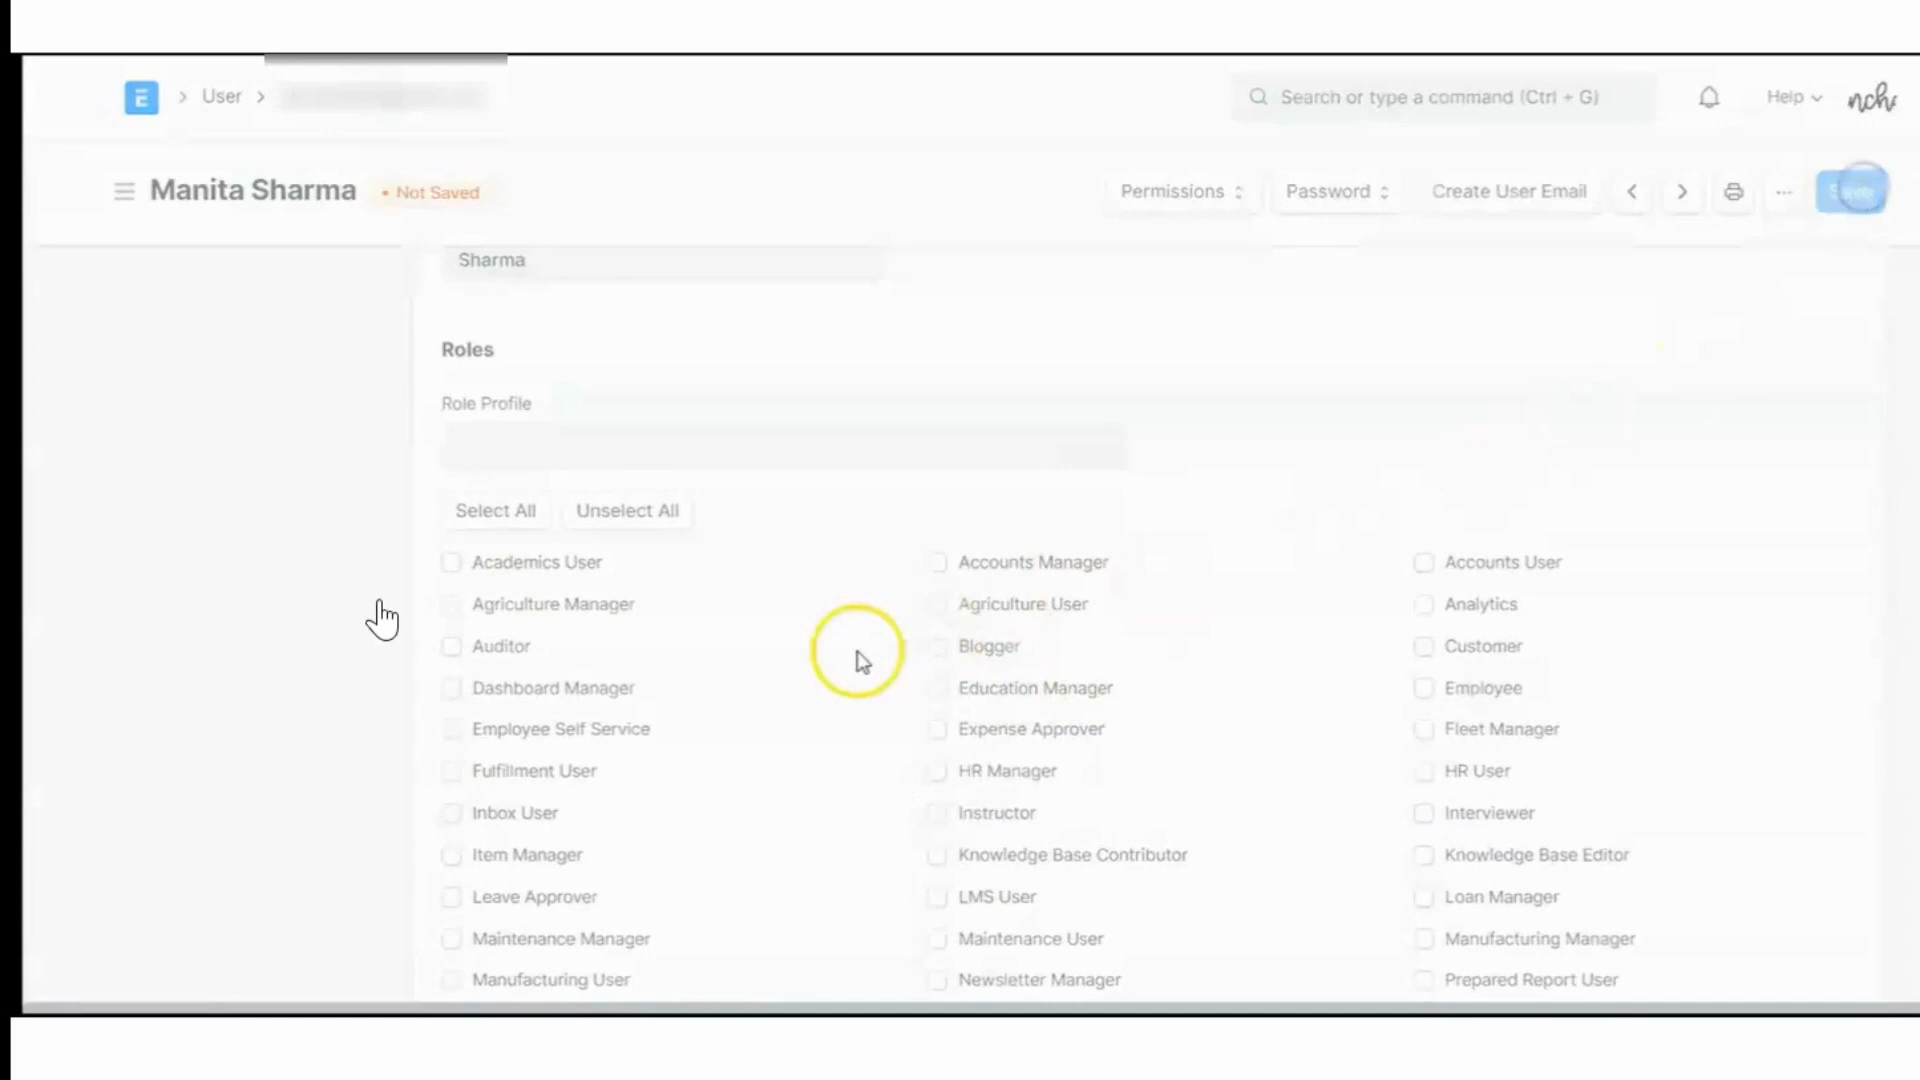 E > User >
Search or type a command (Ctrl + G)
Help
nch
Manita Sharma
• Not Saved
Permissions
Password
Create User Email
Sharma
Roles
Role Profile
Select All
Unselect All
Academics User
Accounts Manager
Accounts User
Agriculture Manager
Agriculture User
Analytics
Auditor
Blogger
Customer
Dashboard Manager
Education Manager
Employee
Employee Self Service
Expense Approver
Fleet Manager
Fulfillment User
HR Manager
HR User
Inbox User
Instructor
Interviewer
Item Manager
Knowledge Base Contributor
Knowledge Base Editor
Leave Approver
LMS User
Loan Manager
Maintenance Manager
Maintenance User
Manufacturing Manager
Manufacturing User
Newsletter Manager
Prepared Report User